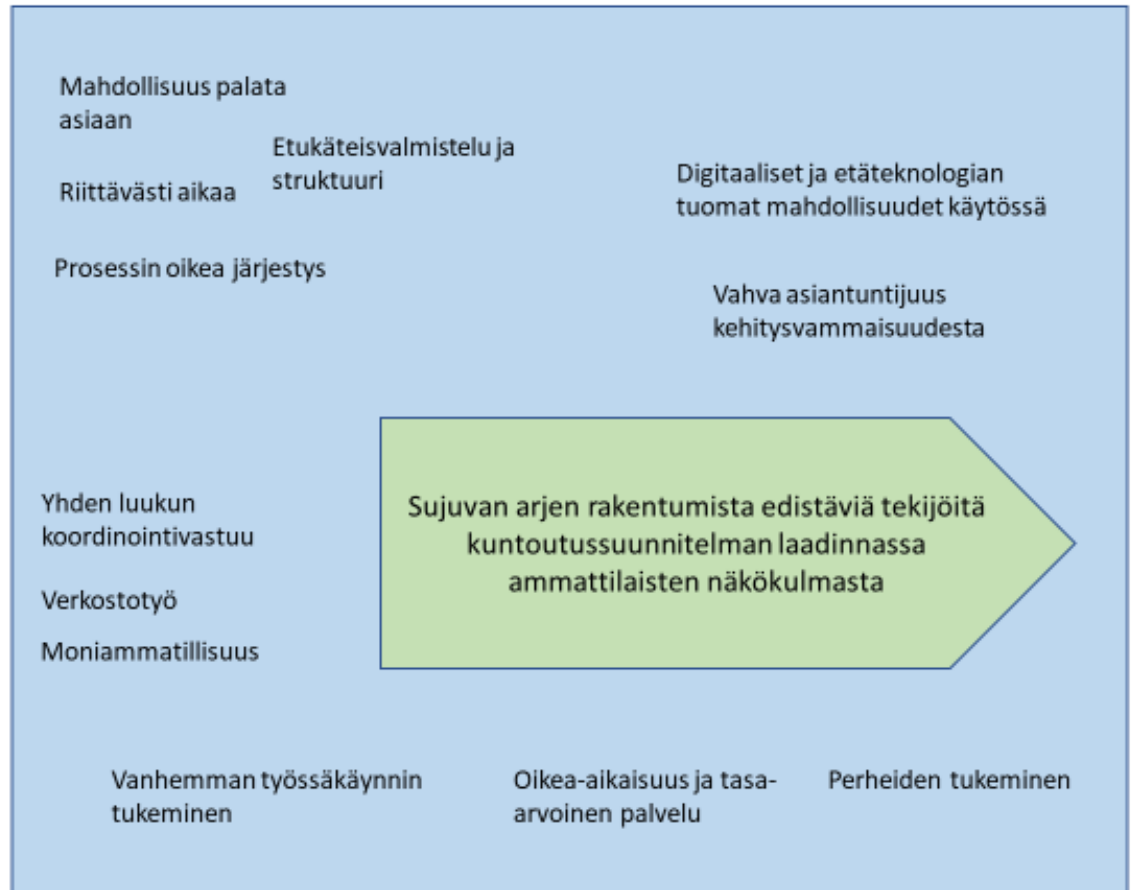 Mahdollisuus palata
asiaan
Etukäteisvalmistelu ja
struktuuri
Riittävästi aikaa
Prosessin oikea järjestys
Digitaaliset ja etäteknologian
tuomat mahdollisuudet käytössä
Vahva asiantuntijuus
kehitysvammaisuudesta
Yhden luukun
koordinointivastuu
Verkostotyö
Moniammatillisuus
Sujuvan arjen rakentumista edistäviä tekijöitä
kuntoutussuunnitelman laadinnassa
ammattilaisten näkökulmasta
Vanhemman työssäkäynnin
tukeminen
Oikea-aikaisuus ja tasa-
arvoinen palvelu
Perheiden tukeminen